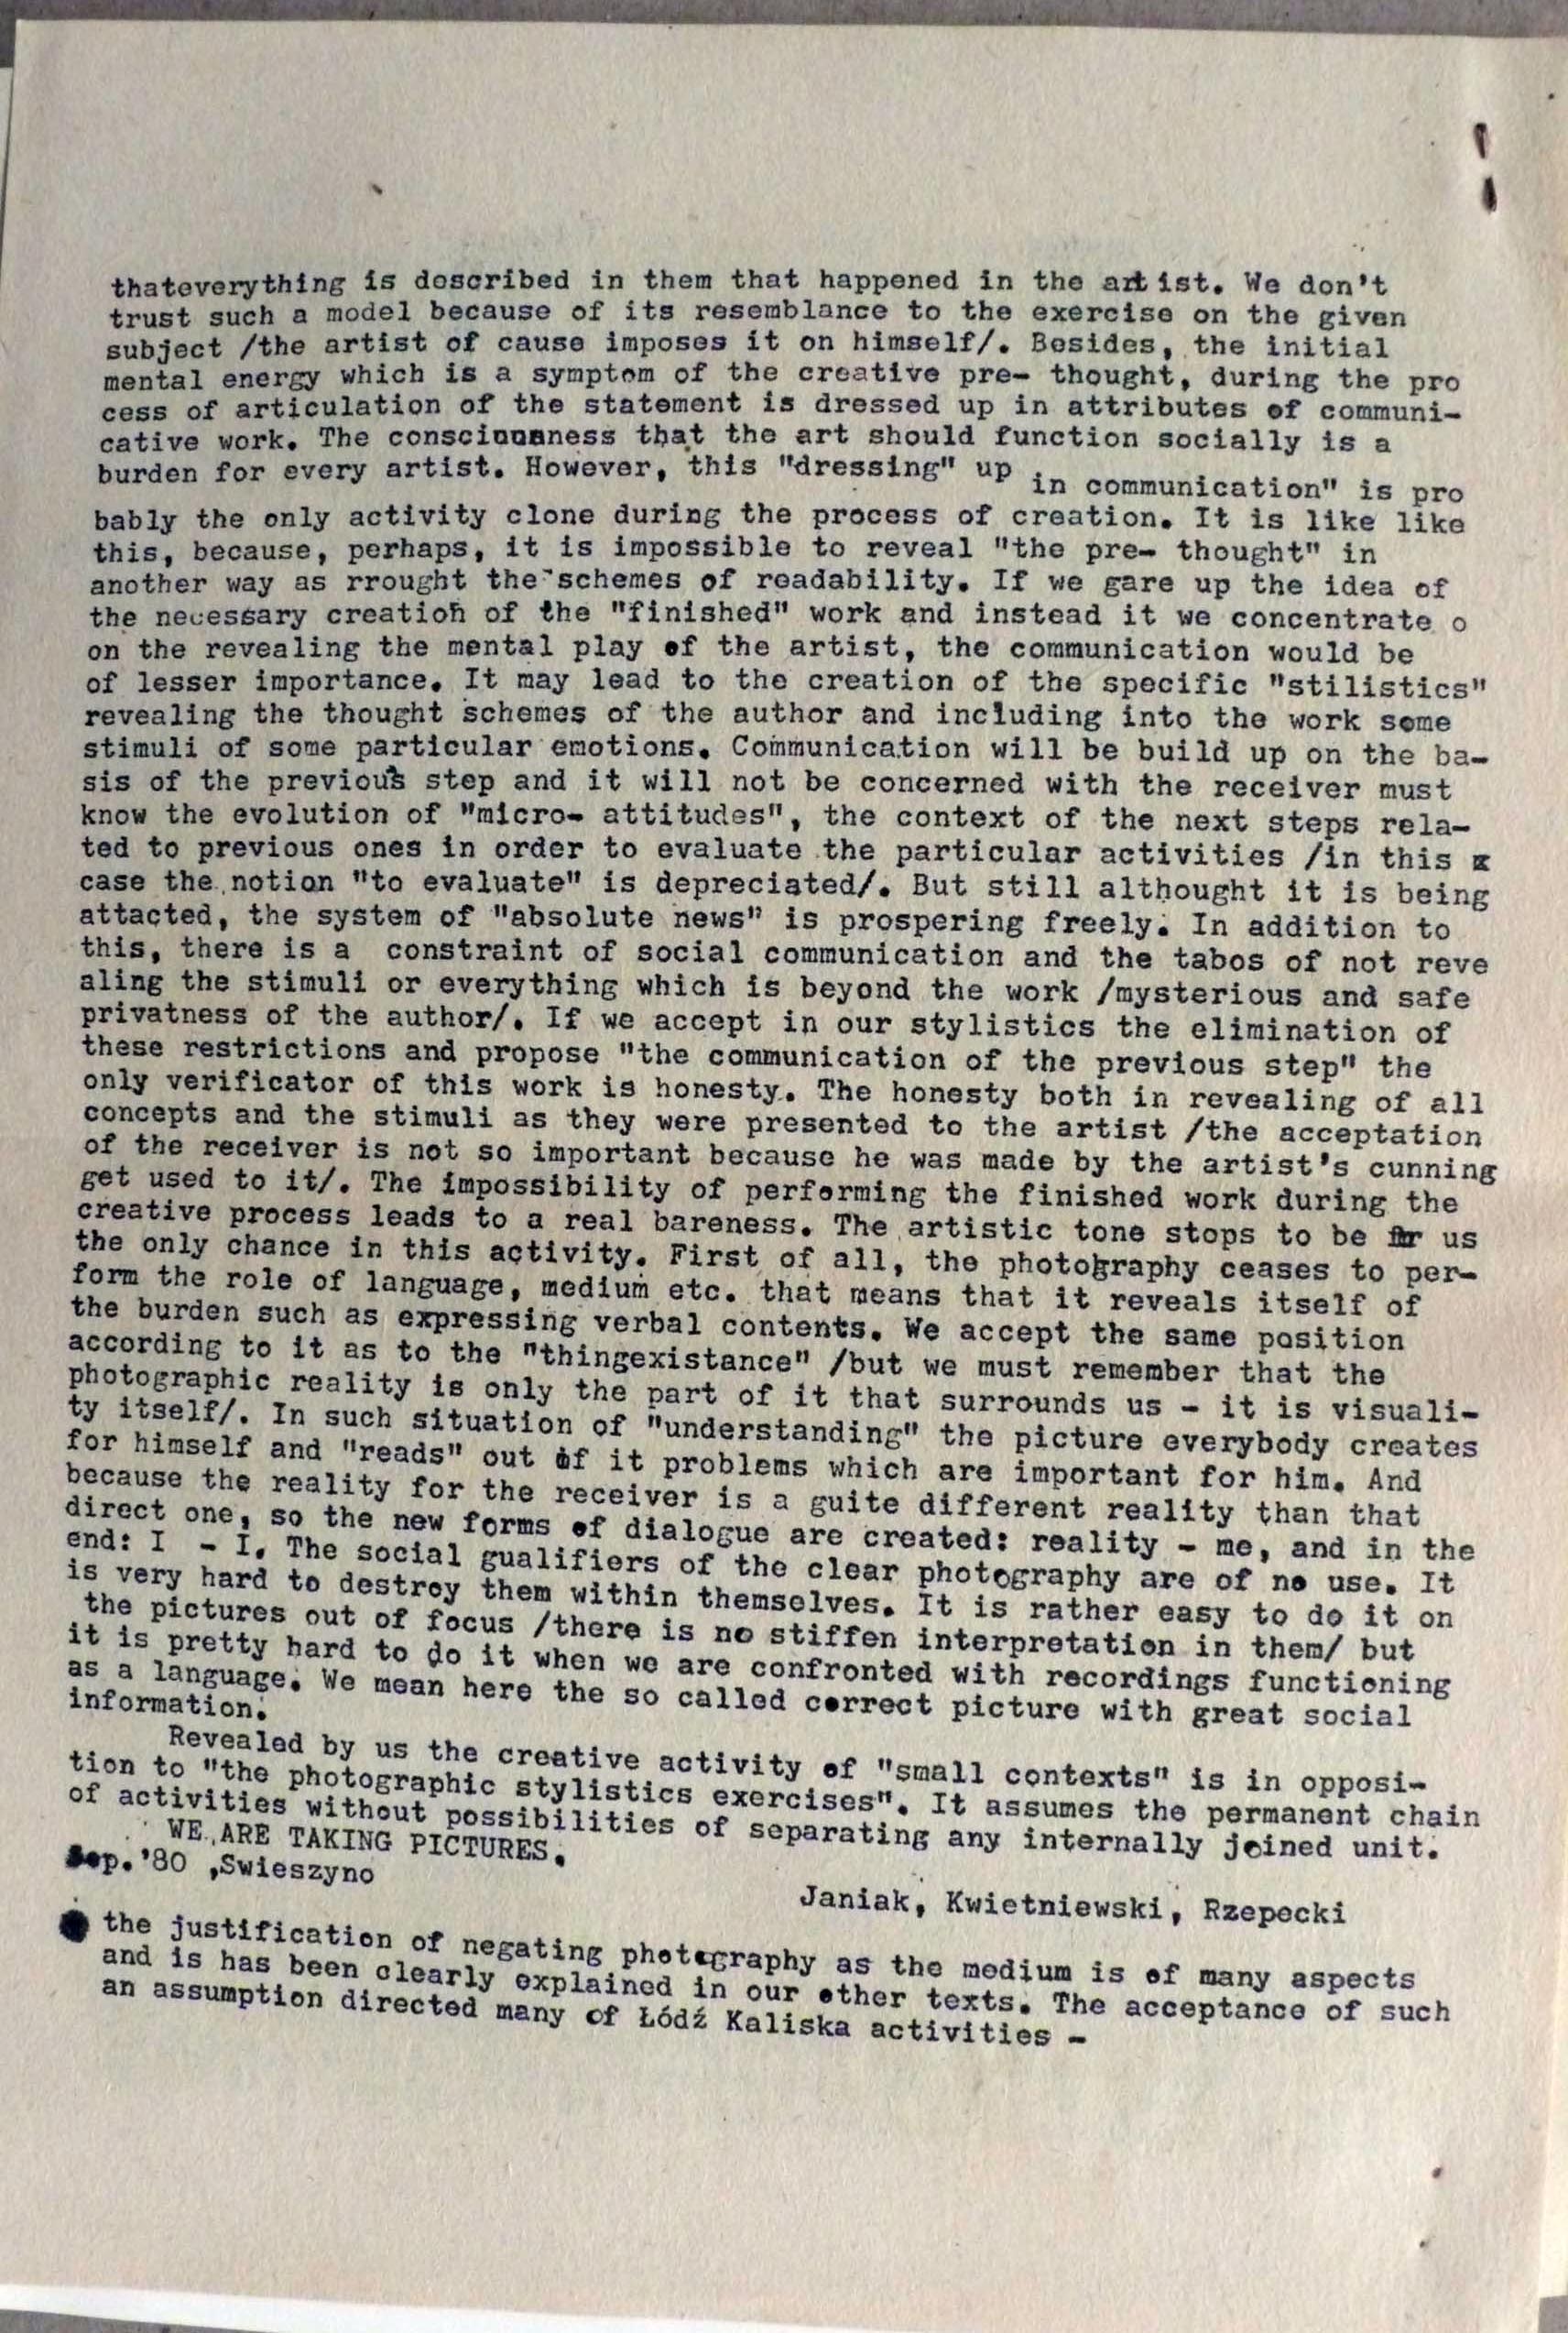 thateverything is described in them that happened in the artist. We don't
trust such a model because of its resemblance to the exercise on the given
subject /the artist of cause imposes it on himself/. Besides, the initial
mental energy which is a symptom of the creative pre- thought, during the pro
cess of articulation of the statement is dressed up in attributes of communi-
cative work. The that the art should function socially is a
burden for every artist. However, this "dressing" up in communication" is pro
bably the only activity clone during the process of creation. It is like like
this, because, perhaps, it is impossible to reveal "the pre- thought" in
another way as rrought the schemes of readability. If we gare up the idea of
the necessary creation of the "finished" work and instead it we concentrate o
on the revealing the mental play of the artist, the communication would be
of lesser importance. It may lead to the creation of the specific "stilistics"
revealing the thought schemes of the author and including into the work some
stimuli of some particular emotions. Communication will be build up on the ba-
sis of the previous step and it will not be concerned with the receiver must
know the evolution of "micro- attitudes", the context of the next steps rela-
ted to previous ones in order to evaluate the particular activities /in this
case the notion "to evaluate" is depreciated/. But still althought it is being
attacted, the system of "absolute news" is prospering freely. In addition to
this, there is a constraint of social communication and the tabos of not reve
aling the stimuli or everything which is beyond the work /mysterious and safe
privatness of the author/. If we accept in our stylistics the elimination of
these restrictions and propose "the communication of the previous step" the
only verificator of this work is honesty. The honesty both in revealing of all
concepts and the stimuli as they were presented to the artist /the acceptation
of the receiver is not so important because he was made by the artist's cunning
get used to it/. The impossibility of performing the finished work during the
creative process leads to a real bareness. The artistic tone stops to be for us
the only chance in this activity. First of all, the photography ceases to per-
form the role of language, medium etc. that means that it reveals itself of
the burden such as expressing verbal contents. We accept the same position
according to it as to the "thingexistance" /but we must remember that the
photographic reality is only the part of it that surrounds us - it is visuali-
ty itself/. In such situation of "understanding" the picture everybody creates
for himself and "reads" out of it problems which are important for him. And
because the reality for the receiver is a guite different reality than that
direct one, so the new forms of dialogue are created: reality - me, and in the
end: I - I. The social gualifiers of the clear photography are of no use. It
is very hard to destroy them within themselves. It is rather easy to do it on
the pictures out of focus /there is no stiffen interpretation in them/ but
it is pretty hard to do it when we are confronted with recordings functioning
as a language. We mean here the so called correct picture with great social
information.
Revealed by us the creative activity of "small contexts" is in opposi-
tion to "the photographic stylistics exercises". It assumes the permanent chain
of activities without possibilities of separating any internally joined unit.
WE ARE TAKING PICTURES.
Sep. '80 ,Swieszyno
Janiak, Kwietniewski, Rzepecki
the justification of negating photography as the medium is of many aspects
and is has been clearly explained in our other texts. The acceptance of such
an assumption directed many of Łódź Kaliska activities -